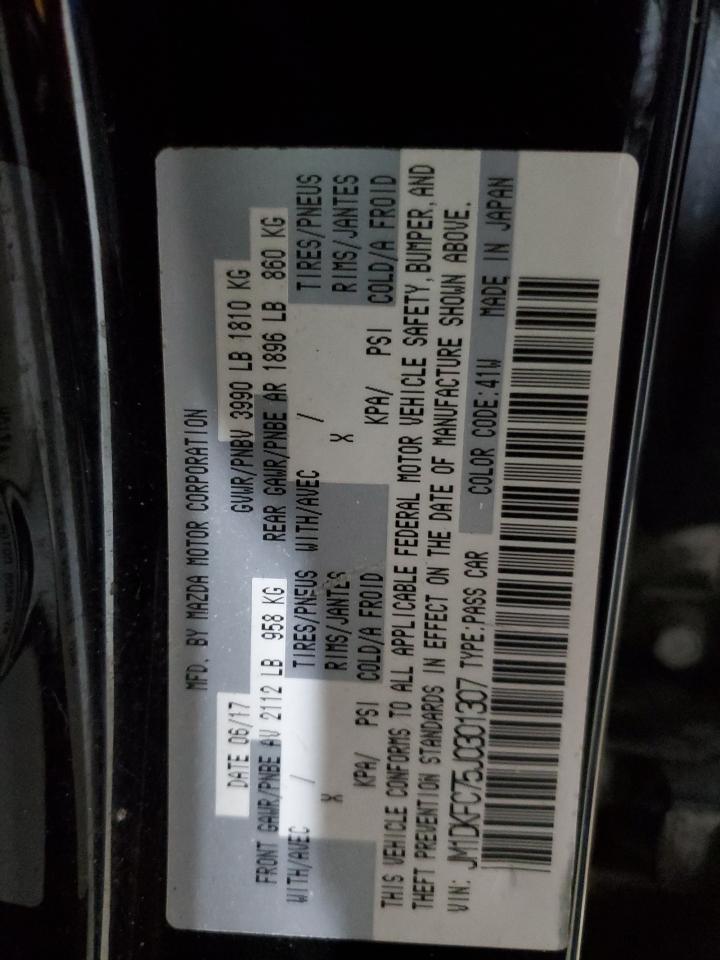 MFD. BY MAZDA MOTOR CORPORATION
DATE 06/17 GVWR/PNBV 3990 LB 1810 KG
FRONT GAWR/PNBE AV 2112 LB 958 KG REAR GAWR/PNBE AR 1896 LB 860 KG
WITH/AVEC / TIRES/PNEUS WITH/AVEC / TIRES/PNEUS
X RIMS/JANTES X RIMS/JANTES
KPA/ PSI COLD/A FROID KPA/ PSI COLD/A FROID
THIS VEHICLE CONFORMS TO ALL APPLICABLE FEDERAL MOTOR VEHICLE SAFETY, BUMPER, AND
THEFT PREVENTION STANDARDS IN EFFECT ON THE DATE OF MANUFACTURE SHOWN ABOVE.
VIN: JM1DKFC75J0301307 TYPE:PASS CAR COLOR CODE:41W MADE IN JAPAN